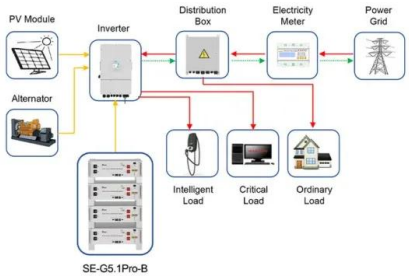 PV Module
Inverter
Distribution
Box
Electricity
Meter
Power
Grid
Alternator
Intelligent
Load
Critical
Load
Ordinary
Load
SE-G5.1Pro-B